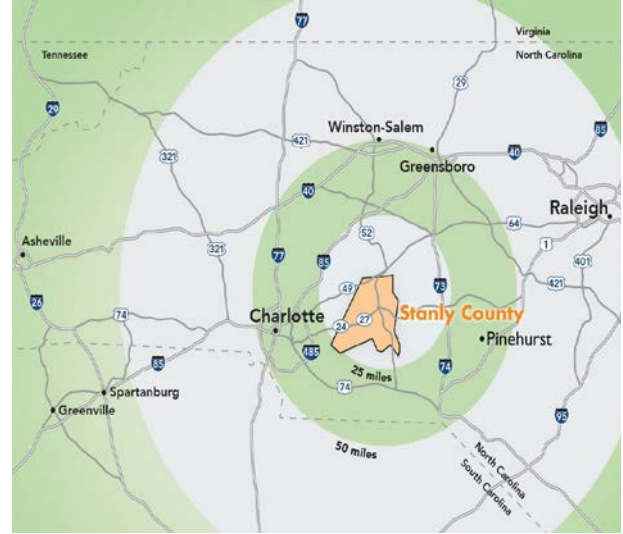 77
Virginia
Tennessee
North Carolina
29
29
Winston-Salem
85
421
321
Greensboro
40
40
Raleigh
64
52
1
Asheville
321
77
85
401
49
73
421
26
74
Stanly County
Charlotte
27
24
Pinehurst
485
85
74
25 miles
74
Spartanburg
Greenville
95
50 miles
North Carolina
South Carolina